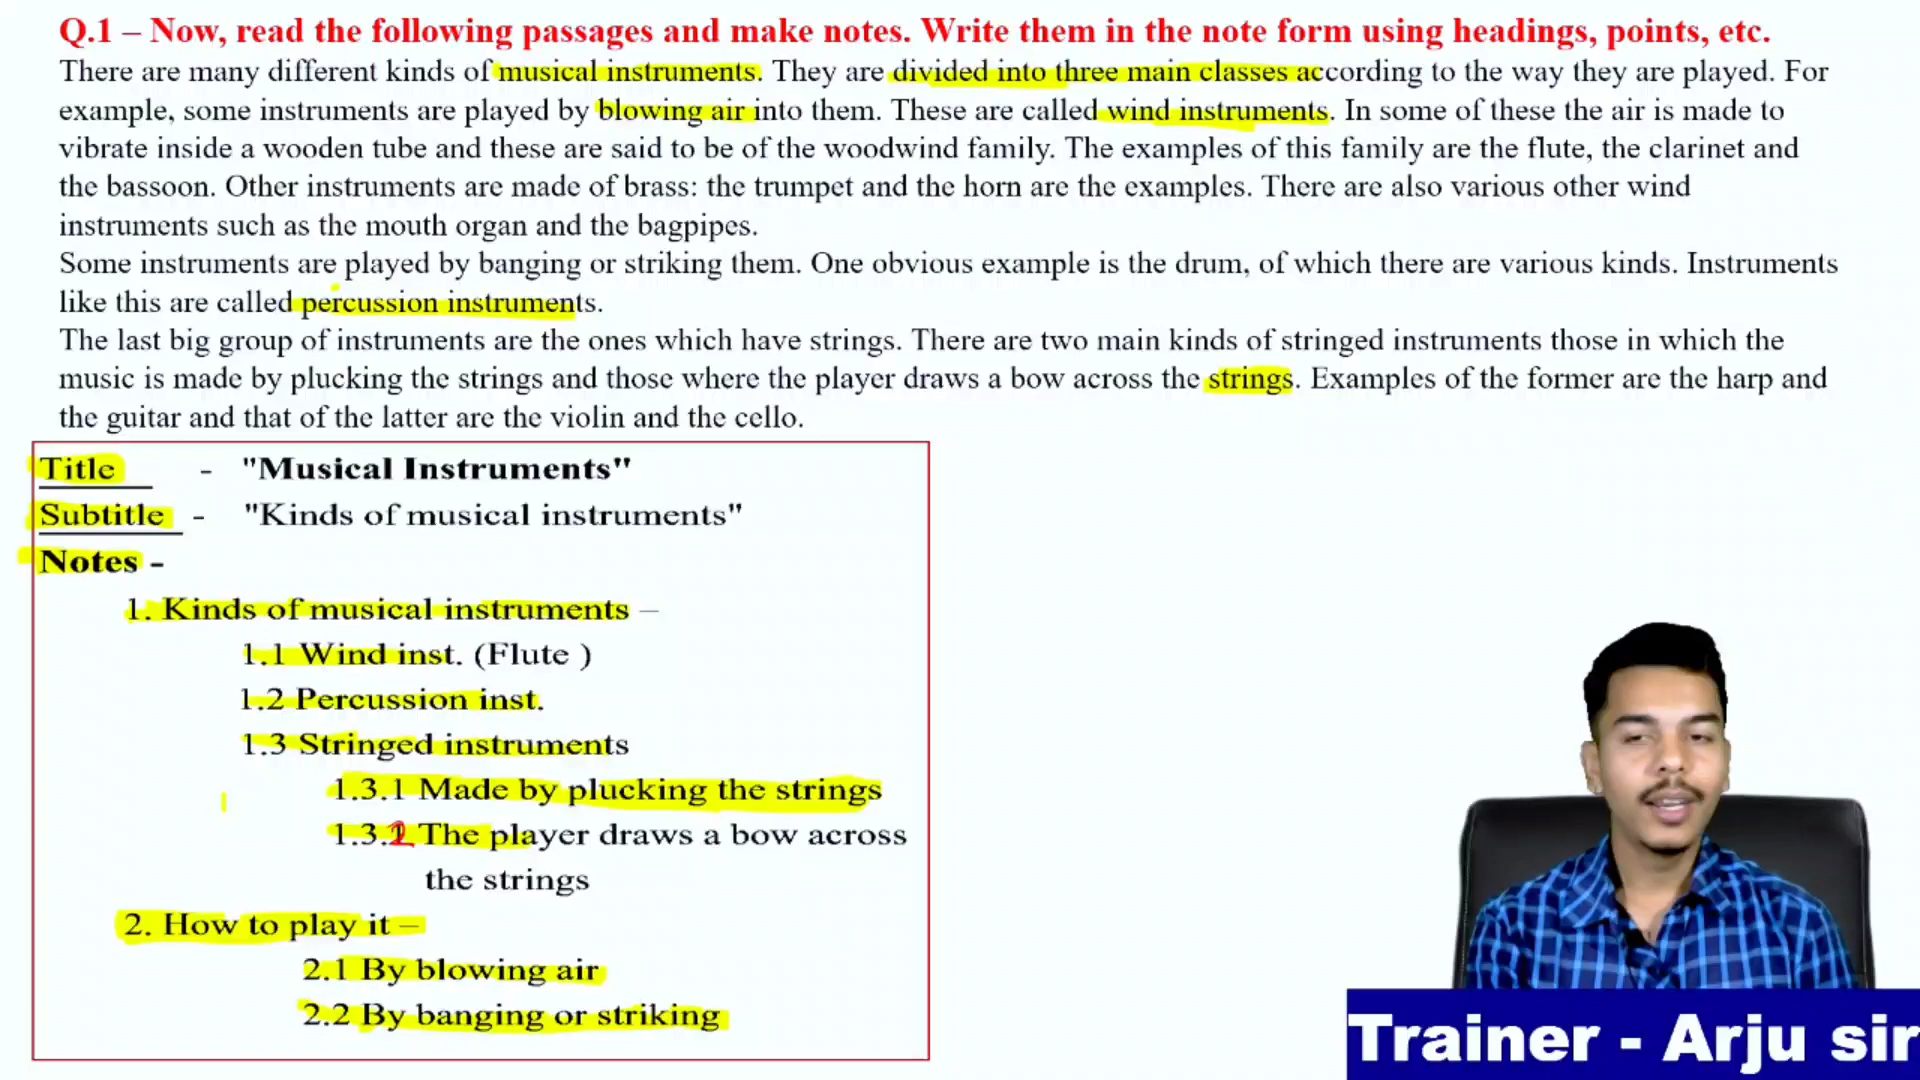 Q.1 – Now, read the following passages and make notes. Write them in the note form using headings, points, etc.
There are many different kinds of musical instruments. They are divided into three main classes according to the way they are played. For
example, some instruments are played by blowing air into them. These are called wind instruments. In some of these the air is made to
vibrate inside a wooden tube and these are said to be of the woodwind family. The examples of this family are the flute, the clarinet and
the bassoon. Other instruments are made of brass: the trumpet and the horn are the examples. There are also various other wind
instruments such as the mouth organ and the bagpipes.
Some instruments are played by banging or striking them. One obvious example is the drum, of which there are various kinds. Instruments
like this are called percussion instruments.
The last big group of instruments are the ones which have strings. There are two main kinds of stringed instruments those in which the
music is made by plucking the strings and those where the player draws a bow across the strings. Examples of the former are the harp and
the guitar and that of the latter are the violin and the cello.
Title - "Musical Instruments"
Subtitle - "Kinds of musical instruments"
Notes -
1. Kinds of musical instruments –
1.1 Wind inst. (Flute )
1.2 Percussion inst.
1.3 Stringed instruments
1.3.1 Made by plucking the strings
1.3.2 The player draws a bow across
the strings
2. How to play it –
2.1 By blowing air
2.2 By banging or striking
Trainer - Arju sir